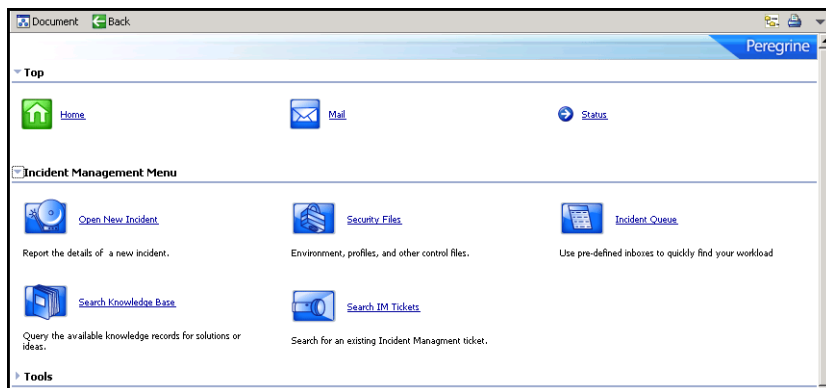 Document Back
Peregrine
Top
Home Mail Status
Incident Management Menu
Open New Incident Security Files Incident Queue
Report the details of a new incident. Environment, profiles, and other control files. Use pre-defined inboxes to quickly find your workload
Search Knowledge Base Search IM Tickets
Query the available knowledge records for solutions or
ideas.
Search for an existing Incident Managment ticket.
Tools